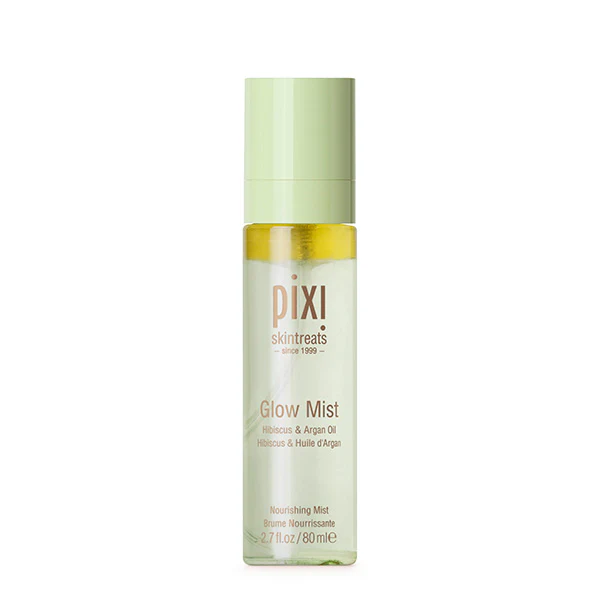 pixi
skintreats
– since 1999 –
Glow Mist
Hibiscus & Argan Oil
Hibiscus & Huile d'Argan
Nourishing Mist
Brume Nourrissante
2.7 fl.oz / 80 ml℮